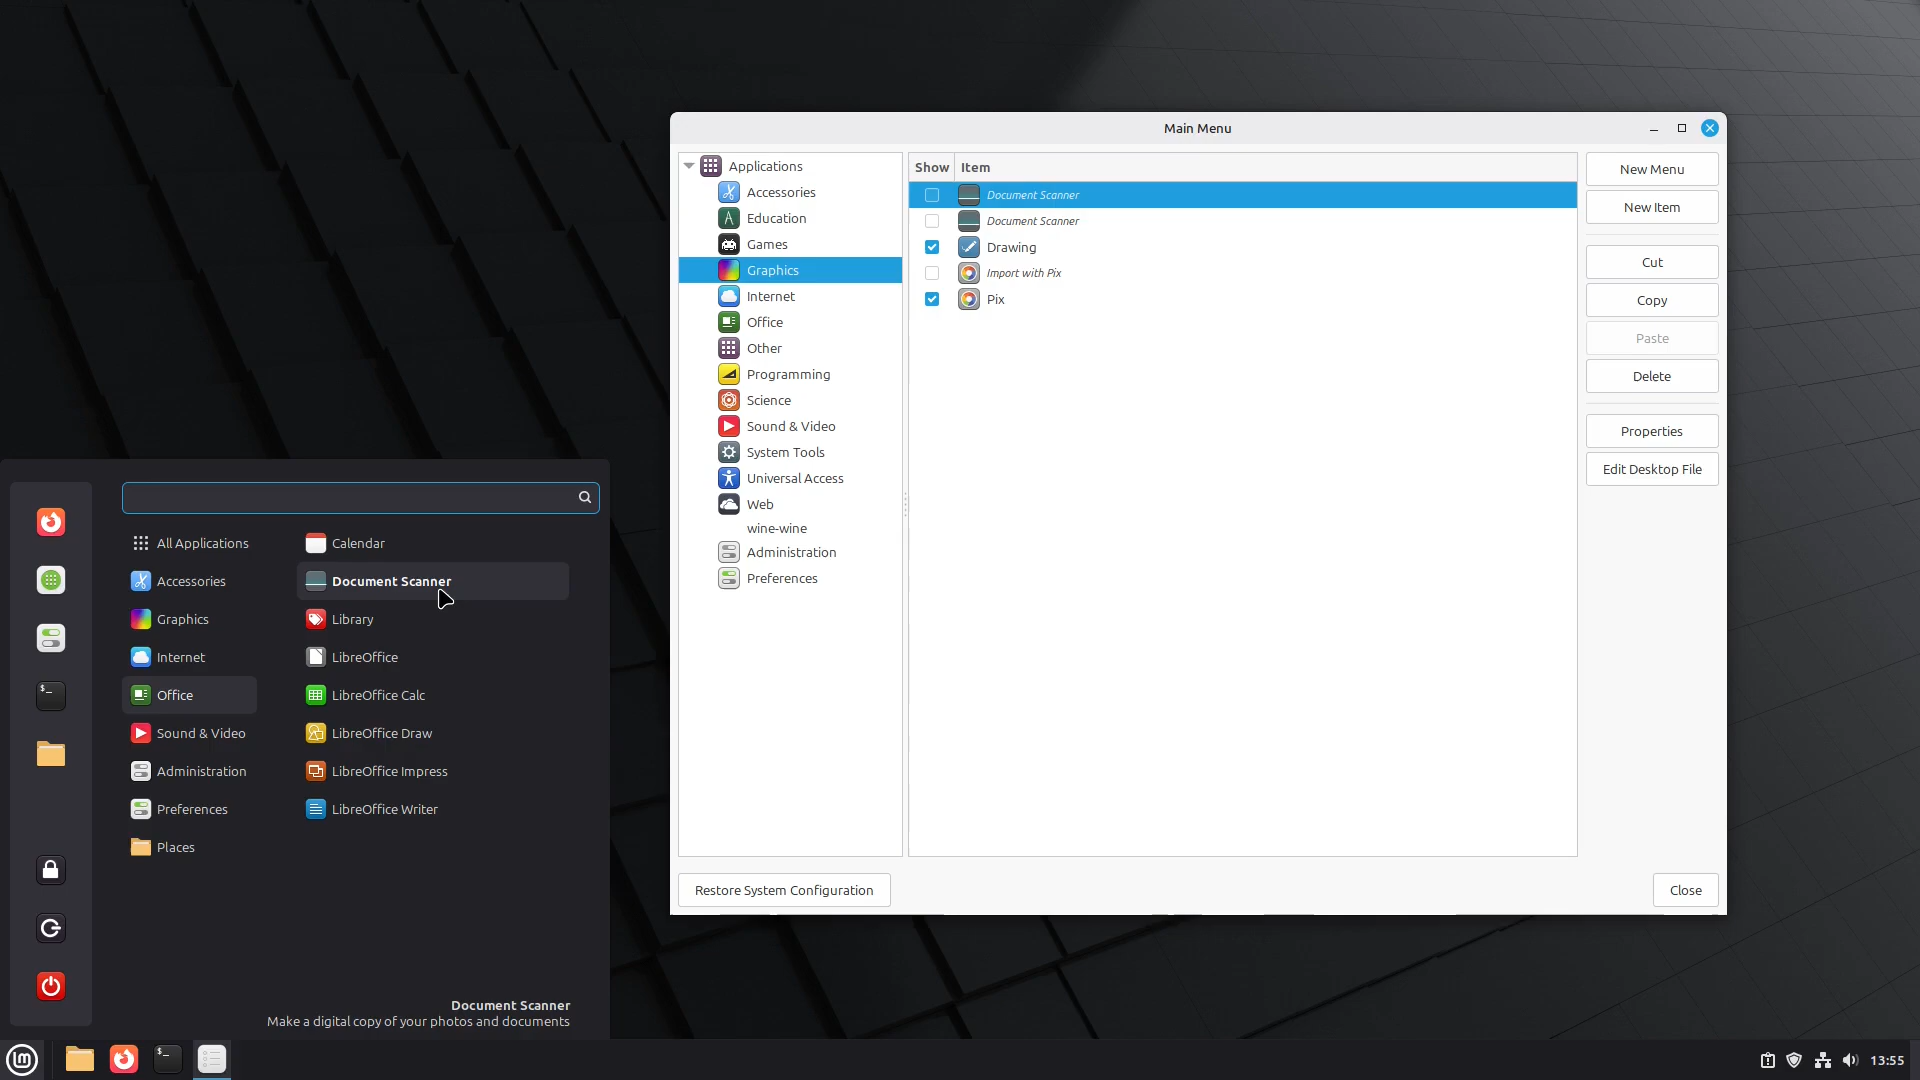 Main Menu
Applications
Accessories
Education
Games
Graphics
Internet
Office
Other
Programming
Science
Sound & Video
System Tools
Universal Access
Web
wine-wine
Administration
Preferences
Show Item
Document Scanner
Document Scanner
Drawing
Import with Pix
Pix
New Menu
New Item
Cut
Copy
Paste
Delete
Properties
Edit Desktop File
Restore System Configuration
Close
All Applications
Accessories
Graphics
Internet
Office
Sound & Video
Administration
Preferences
Places
Calendar
Document Scanner
Library
LibreOffice
LibreOffice Calc
LibreOffice Draw
LibreOffice Impress
LibreOffice Writer
Document Scanner
Make a digital copy of your photos and documents
13:55